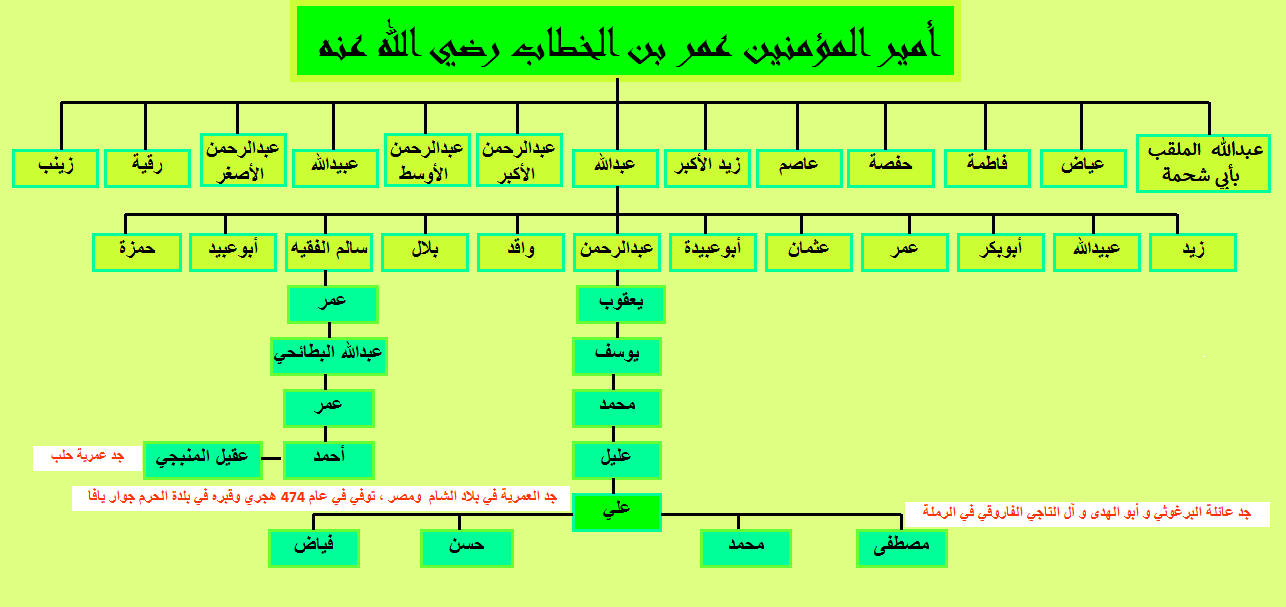 أمير المؤمنين عمر بن الخطاب رضي الله عنه
عبدالله الملقب
بأبي شحمة
عياض
فاطمة
حفصة
عاصم
زيد الأكبر
عبدالله
عبدالرحمن
الأكبر
عبدالرحمن
الأوسط
عبيدالله
عبدالرحمن
الأصغر
رقية
زينب
زيد
عبيدالله
أبوبكر
عمر
عثمان
أبوعبيدة
عبدالرحمن
واقد
بلال
سالم الفقيه
أبوعبيد
حمزة
يعقوب
عمر
يوسف
عبدالله البطائحي
محمد
عمر
عليل
أحمد
عقيل المنبجي
جد عمرية حلب
علي
جد العمرية في بلاد الشام ومصر ، توفي في عام 474 هجري وقبره في بلدة الحرم جوار يافا
جد عائلة البرغوثي و أبو الهدى و آل التاجي الفاروقي في الرملة
مصطفى
محمد
حسن
فياض